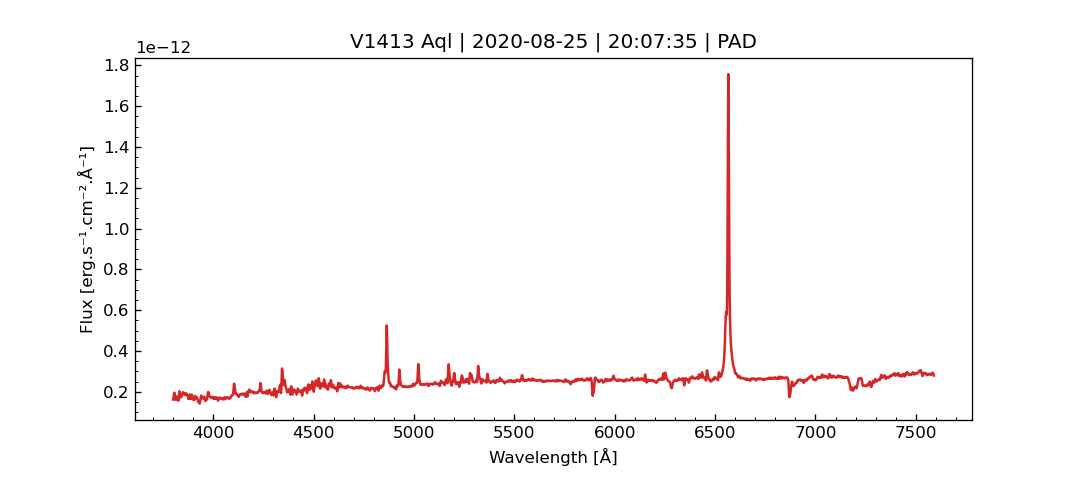 V1413 Aql | 2020-08-25 | 20:07:35 | PAD
1e−12
1.8
1.6
1.4
1.2
1.0
0.8
0.6
0.4
0.2
Flux [erg.s⁻¹.cm⁻².Å⁻¹]
4000 4500 5000 5500 6000 6500 7000 7500
Wavelength [Å]